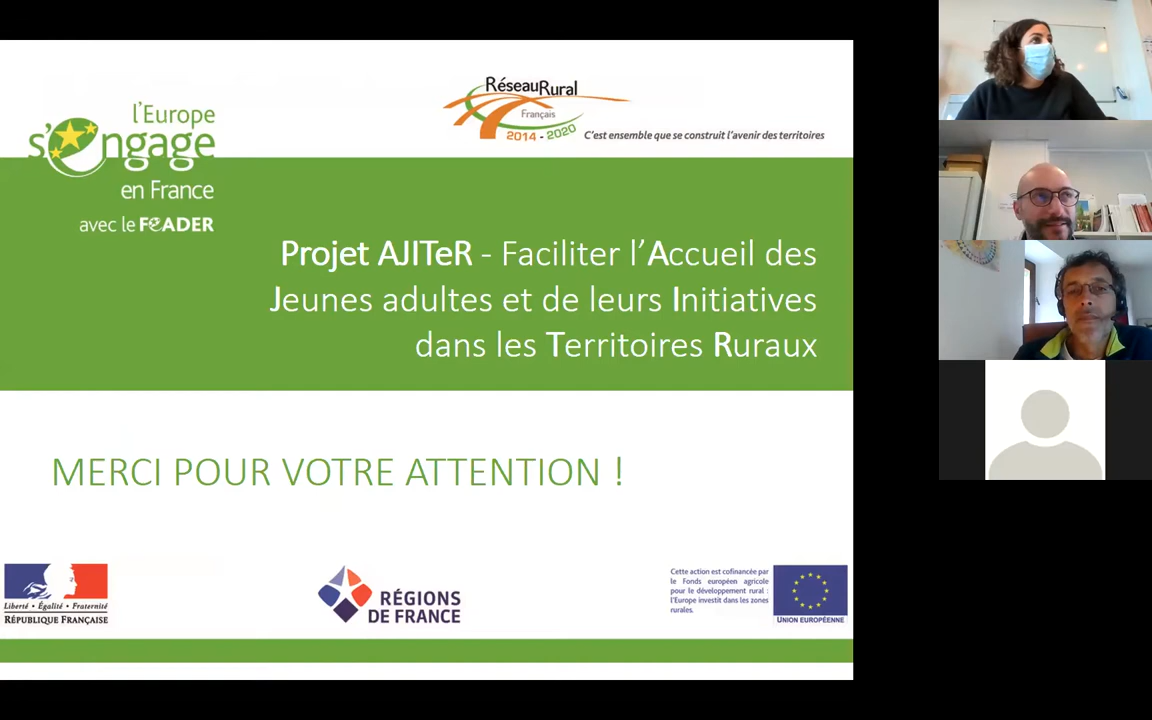 l'Europe
s'engage
en France
avec le FEADER
RéseauRural
Français
2014 - 2020
C'est ensemble que se construit l'avenir des territoires
Projet AJITeR - Faciliter l'Accueil des
Jeunes adultes et de leurs Initiatives
dans les Territoires Ruraux
MERCI POUR VOTRE ATTENTION !
Liberté • Égalité • Fraternité
RÉPUBLIQUE FRANÇAISE
RÉGIONS
DE FRANCE
Cette action est cofinancée par
le Fonds européen agricole
pour le développement rural :
l'Europe investit dans les zones
rurales.
UNION EUROPÉENNE